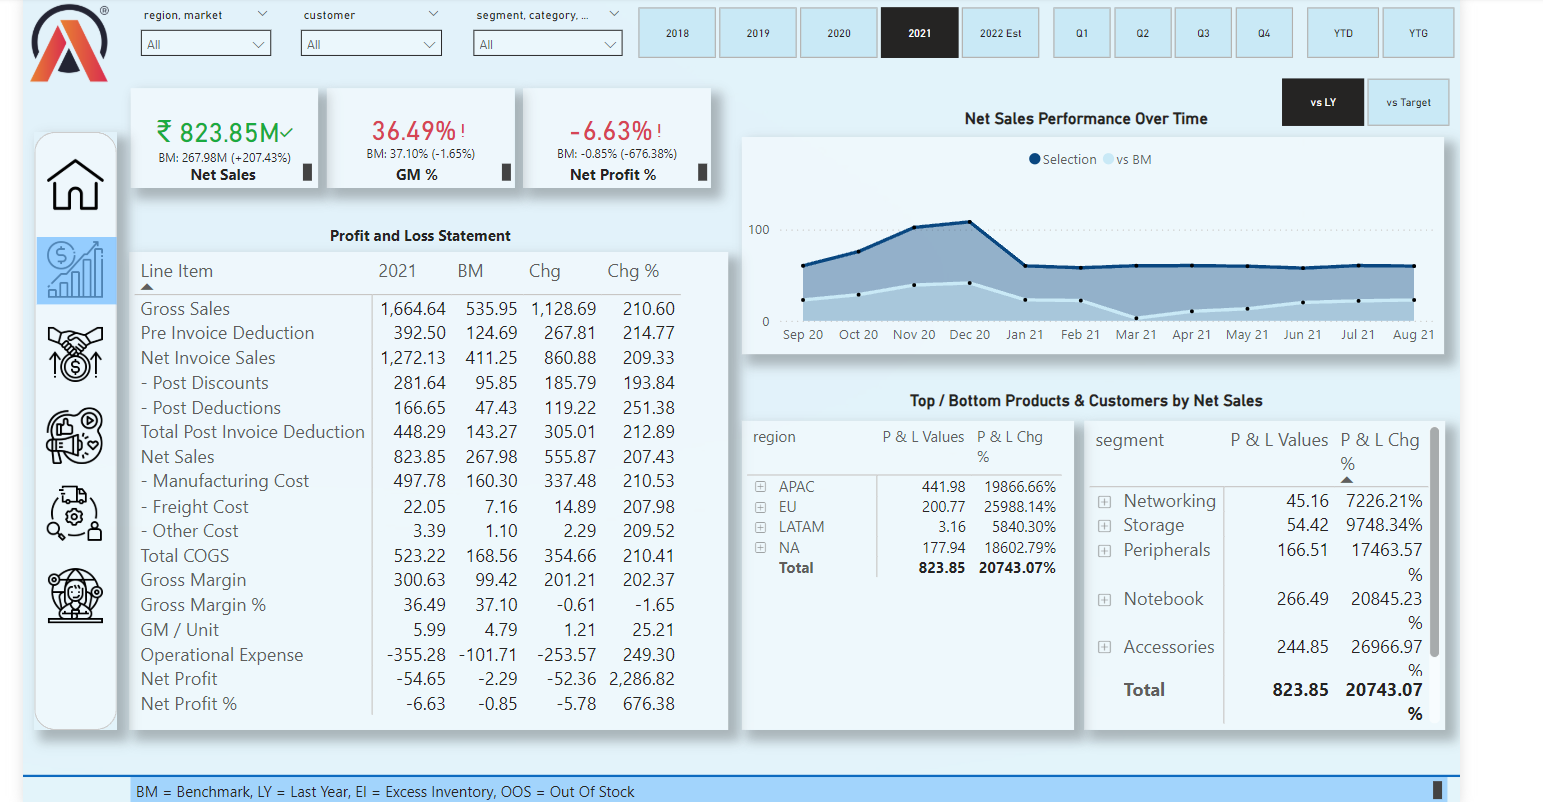 region, market
customer
segment, category, ...
All
All
All
2018
2019
2020
2021
2022 Est
Q1
Q2
Q3
Q4
YTD
YTG
vs LY
vs Target
₹ 823.85M
BM: 267.98M (+207.43%)
Net Sales
36.49% !
BM: 37.10% (-1.65%)
GM %
-6.63% !
BM: -0.85% (-676.38%)
Net Profit %
Net Sales Performance Over Time
Selection vs BM
100
0
Sep 20 Oct 20 Nov 20 Dec 20 Jan 21 Feb 21 Mar 21 Apr 21 May 21 Jun 21 Jul 21 Aug 21
Profit and Loss Statement
Line Item 2021 BM Chg Chg %
Gross Sales 1,664.64 535.95 1,128.69 210.60
Pre Invoice Deduction 392.50 124.69 267.81 214.77
Net Invoice Sales 1,272.13 411.25 860.88 209.33
- Post Discounts 281.64 95.85 185.79 193.84
- Post Deductions 166.65 47.43 119.22 251.38
Total Post Invoice Deduction 448.29 143.27 305.01 212.89
Net Sales 823.85 267.98 555.87 207.43
- Manufacturing Cost 497.78 160.30 337.48 210.53
- Freight Cost 22.05 7.16 14.89 207.98
- Other Cost 3.39 1.10 2.29 209.52
Total COGS 523.22 168.56 354.66 210.41
Gross Margin 300.63 99.42 201.21 202.37
Gross Margin % 36.49 37.10 -0.61 -1.65
GM / Unit 5.99 4.79 1.21 25.21
Operational Expense -355.28 -101.71 -253.57 249.30
Net Profit -54.65 -2.29 -52.36 2,286.82
Net Profit % -6.63 -0.85 -5.78 676.38
Top / Bottom Products & Customers by Net Sales
region P & L Values P & L Chg
%
APAC 441.98 19866.66%
EU 200.77 25988.14%
LATAM 3.16 5840.30%
NA 177.94 18602.79%
Total 823.85 20743.07%
segment P & L Values P & L Chg
%
Networking 45.16 7226.21%
Storage 54.42 9748.34%
Peripherals 166.51 17463.57
%
Notebook 266.49 20845.23
%
Accessories 244.85 26966.97
%
Total 823.85 20743.07
%
BM = Benchmark, LY = Last Year, EI = Excess Inventory, OOS = Out Of Stock